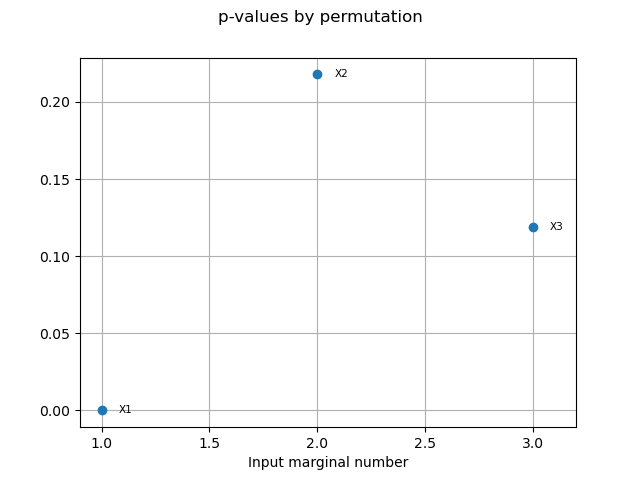 p-values by permutation
0.20
0.15
0.10
0.05
0.00
X2
X3
X1
1.0 1.5 2.0 2.5 3.0
Input marginal number